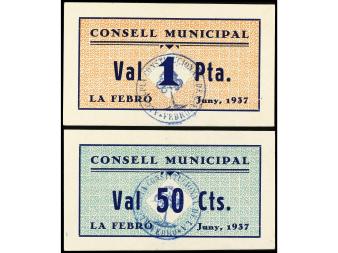 CONSELL MUNICIPAL
Val 1 Pta.
LA FEBRÓ Juny, 1937
CONSELL MUNICIPAL
Val 50 Cts.
LA FEBRÓ Juny, 1937